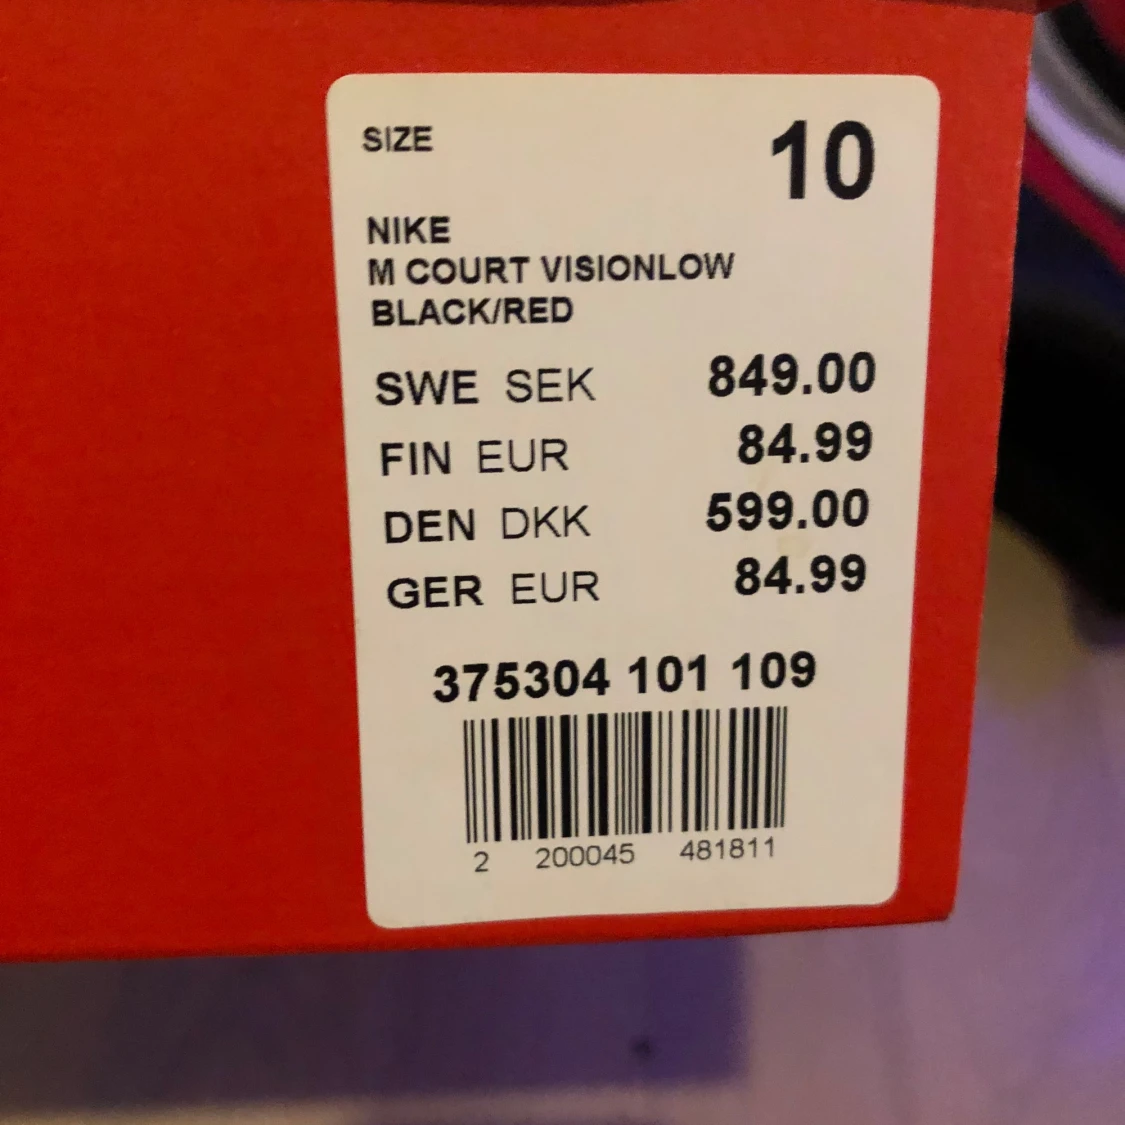 SIZE 10
NIKE
M COURT VISIONLOW
BLACK/RED
SWE SEK 849.00
FIN EUR 84.99
DEN DKK 599.00
GER EUR 84.99
375304 101 109
2 200045 481811